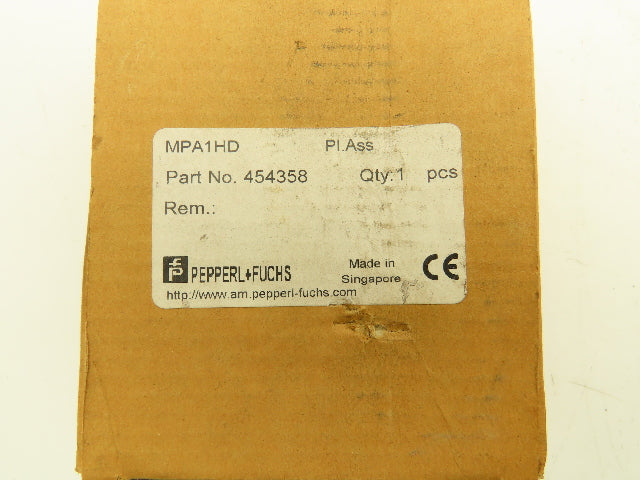 MPA1HD Pl.Ass
Part No. 454358 Qty:1 pcs
Rem.:
PEPPERL+FUCHS
Made in
Singapore
CE
http://www.am.pepperl-fuchs.com